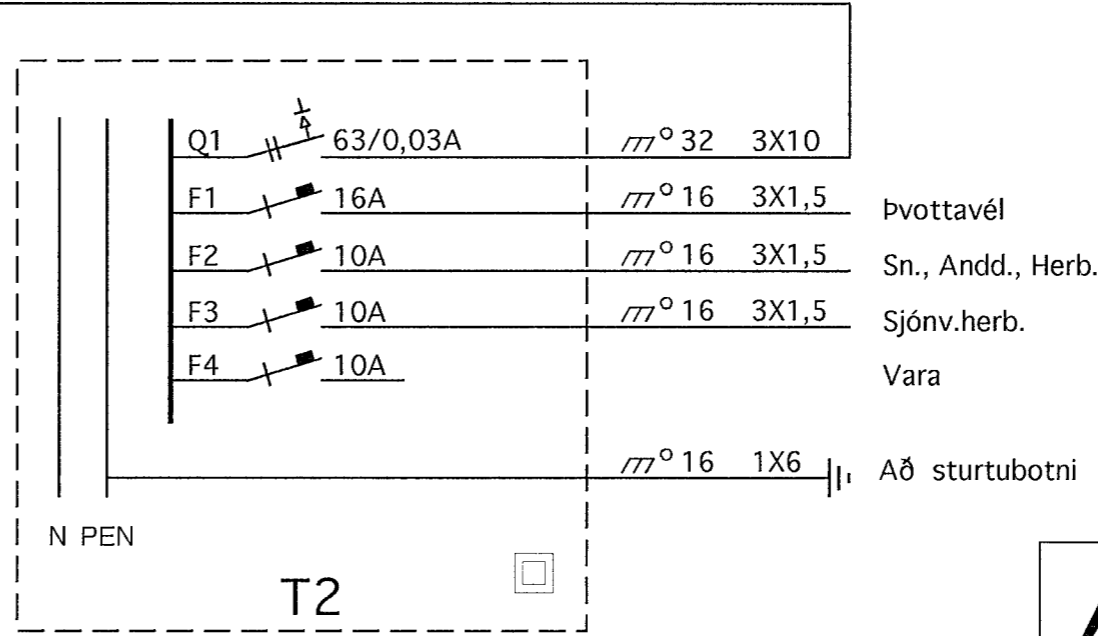 Q1 63/0,03A 32 3X10
F1 16A 16 3X1,5 Þvottavél
F2 10A 16 3X1,5 Sn., Andd., Herb.
F3 10A 16 3X1,5 Sjónv.herb.
F4 10A Vara
16 1X6 Að sturtubotni
N PEN
T2